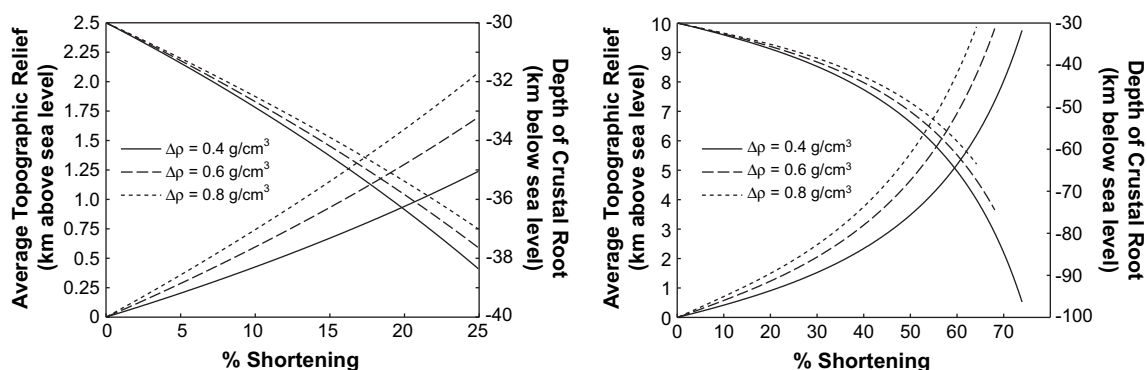 2.5
2.25
2.0
1.75
1.5
1.25
1.0
0.75
0.5
0.25
0
Average Topographic Relief
(km above sea level)
Δρ = 0.4 g/cm³
Δρ = 0.6 g/cm³
Δρ = 0.8 g/cm³
0 5 10 15 20 25
% Shortening
-30
-32
-34
-36
-38
-40
Depth of Crustal Root
(km below sea level)
10
9
8
7
6
5
4
3
2
1
0
Average Topographic Relief
(km above sea level)
Δρ = 0.4 g/cm³
Δρ = 0.6 g/cm³
Δρ = 0.8 g/cm³
0 10 20 30 40 50 60 70
% Shortening
-30
-40
-50
-60
-70
-80
-90
-100
Depth of Crustal Root
(km below sea level)